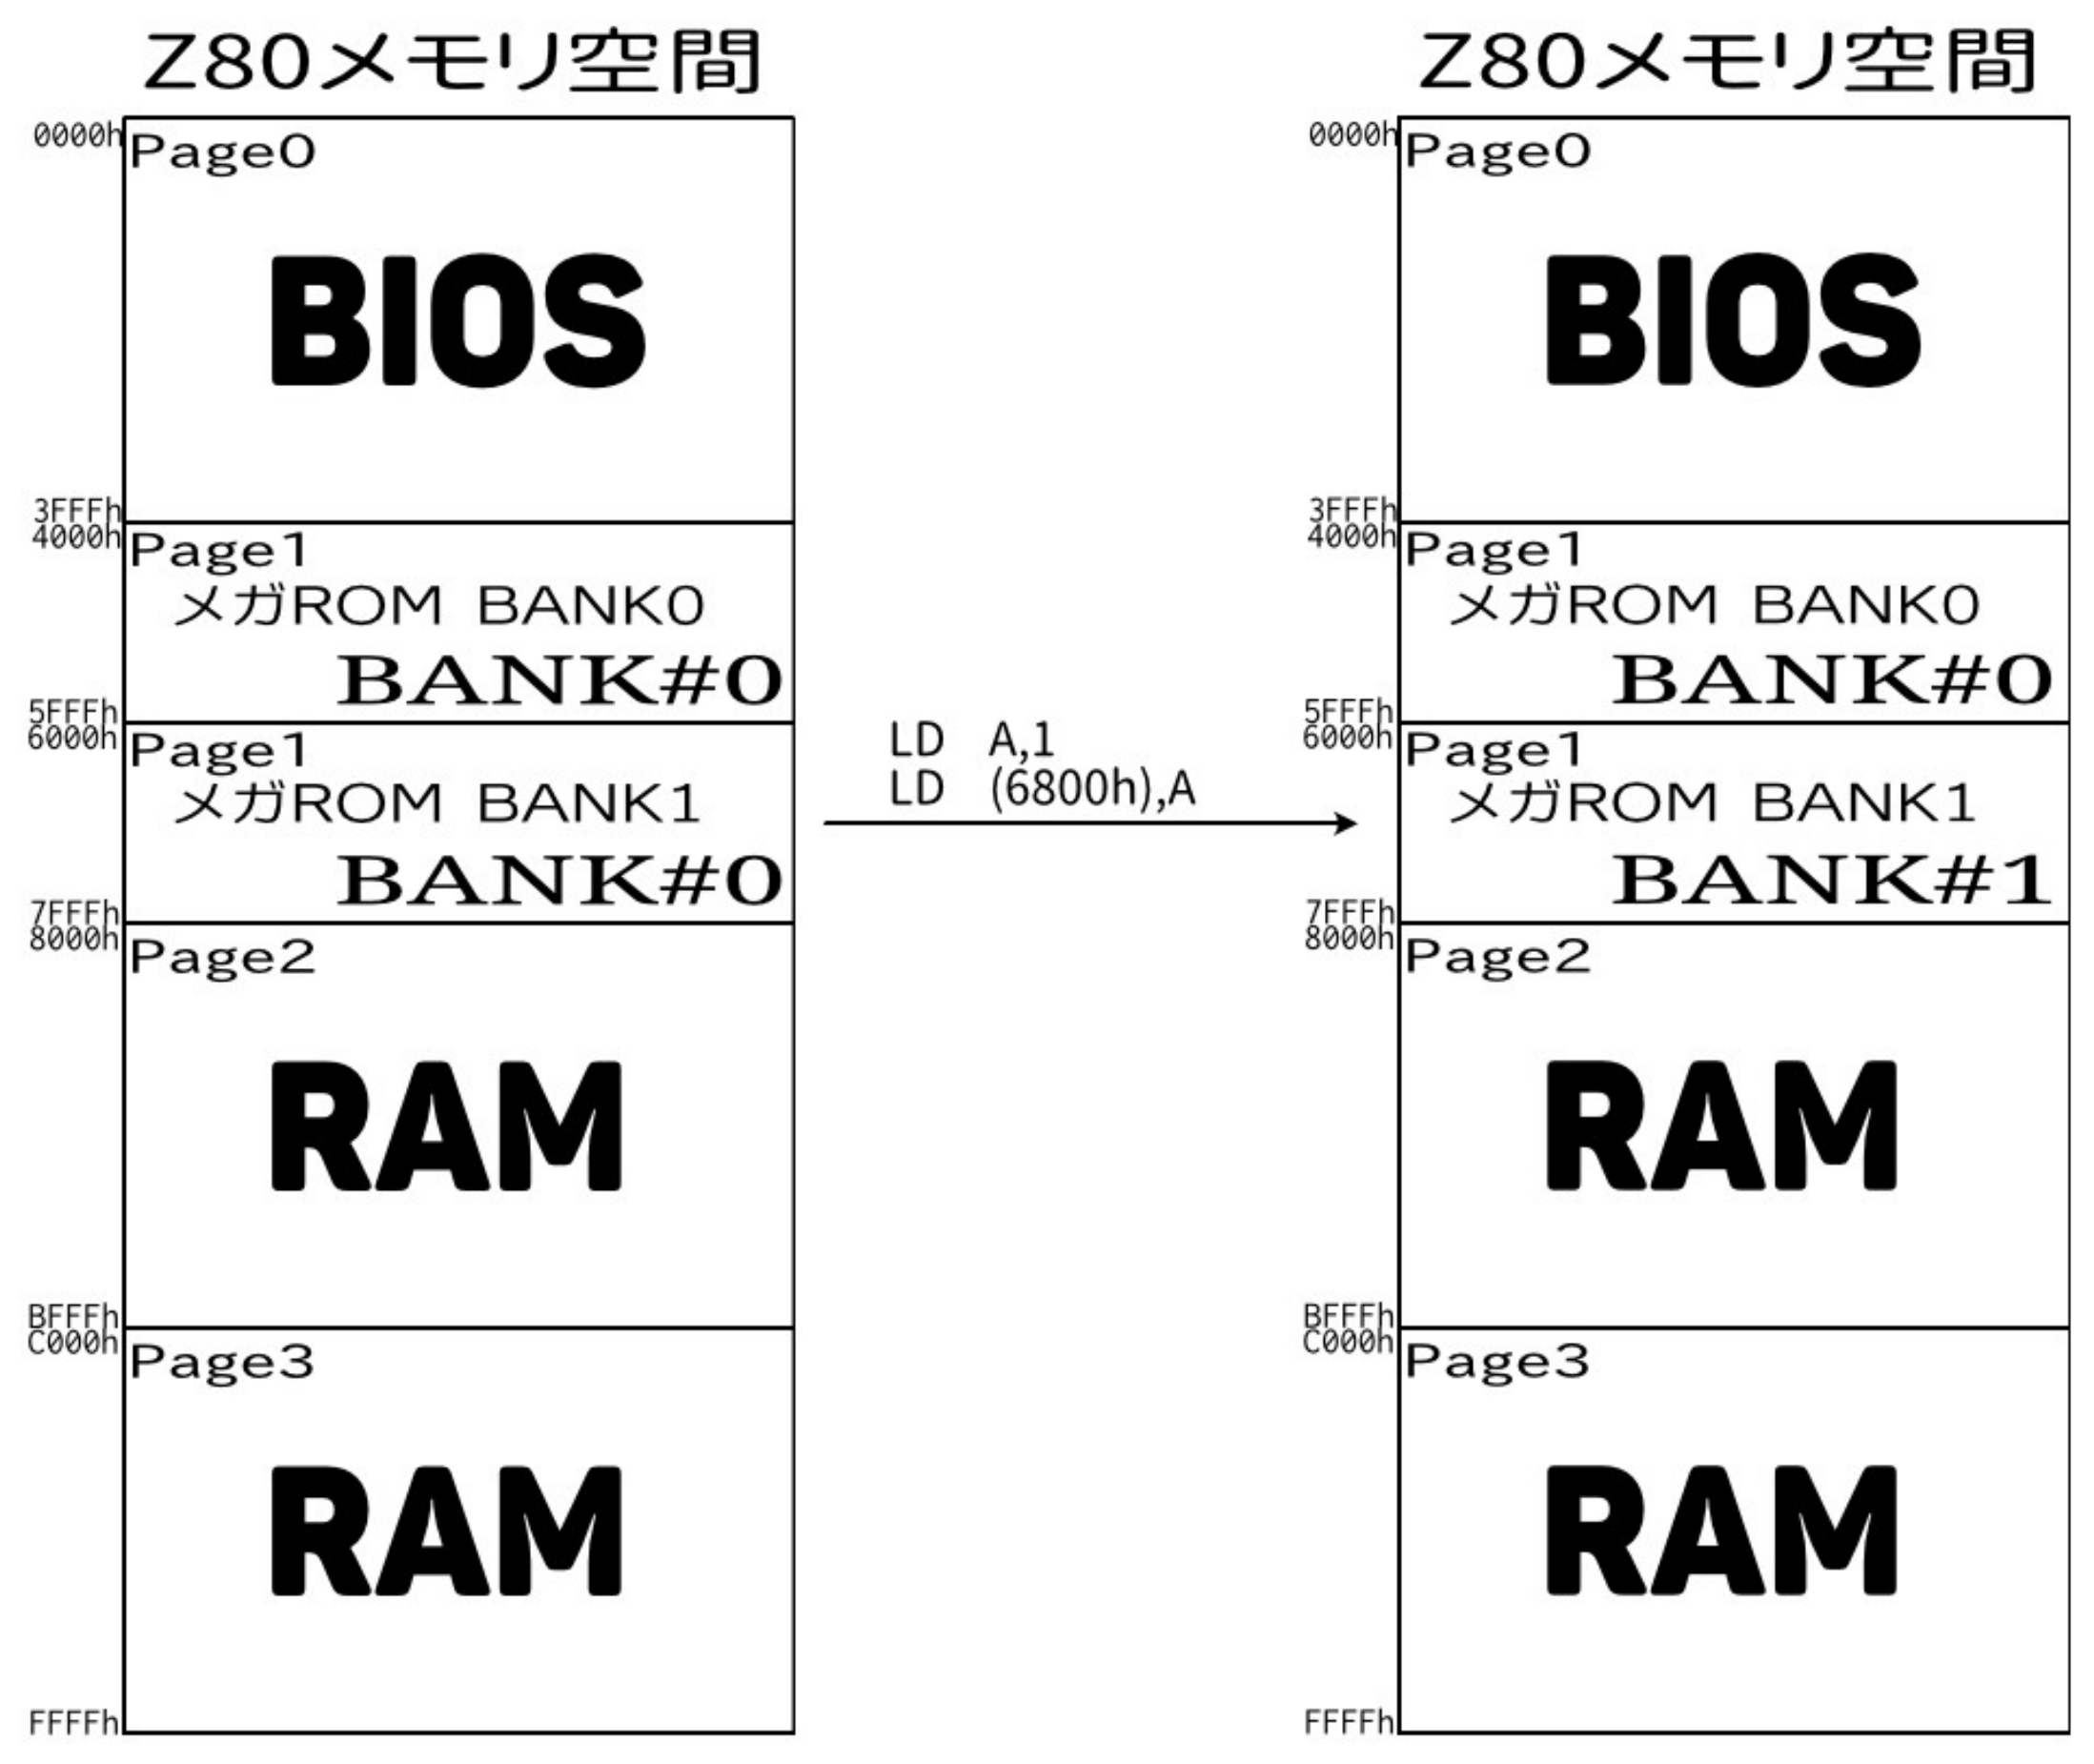 Z80メモリ空間
0000h
Page0
BIOS
3FFFh
4000h
Page1
メガROM BANK0
BANK#0
5FFFh
6000h
Page1
メガROM BANK1
BANK#0
7FFFh
8000h
Page2
RAM
BFFFh
C000h
Page3
RAM
FFFFh
LD A,1
LD (6800h),A
Z80メモリ空間
0000h
Page0
BIOS
3FFFh
4000h
Page1
メガROM BANK0
BANK#0
5FFFh
6000h
Page1
メガROM BANK1
BANK#1
7FFFh
8000h
Page2
RAM
BFFFh
C000h
Page3
RAM
FFFFh